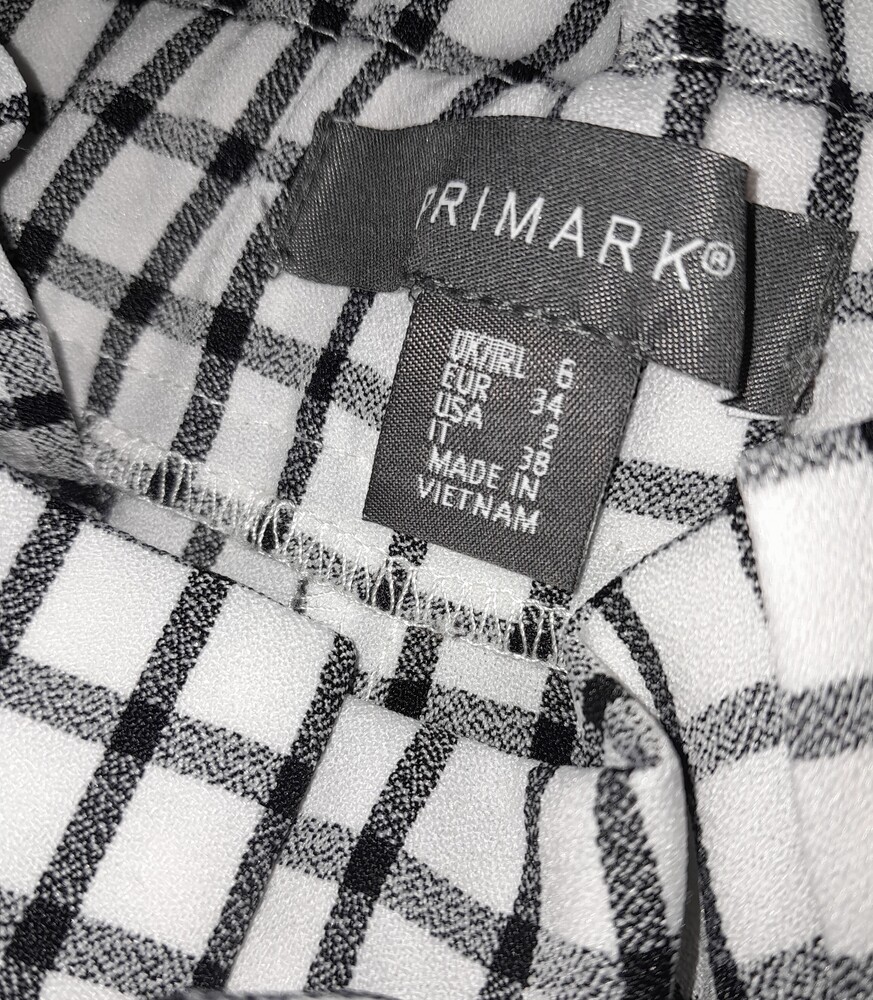 PRIMARK®
UK/IRL 6
EUR 34
USA 2
IT 38
MADE IN
VIETNAM